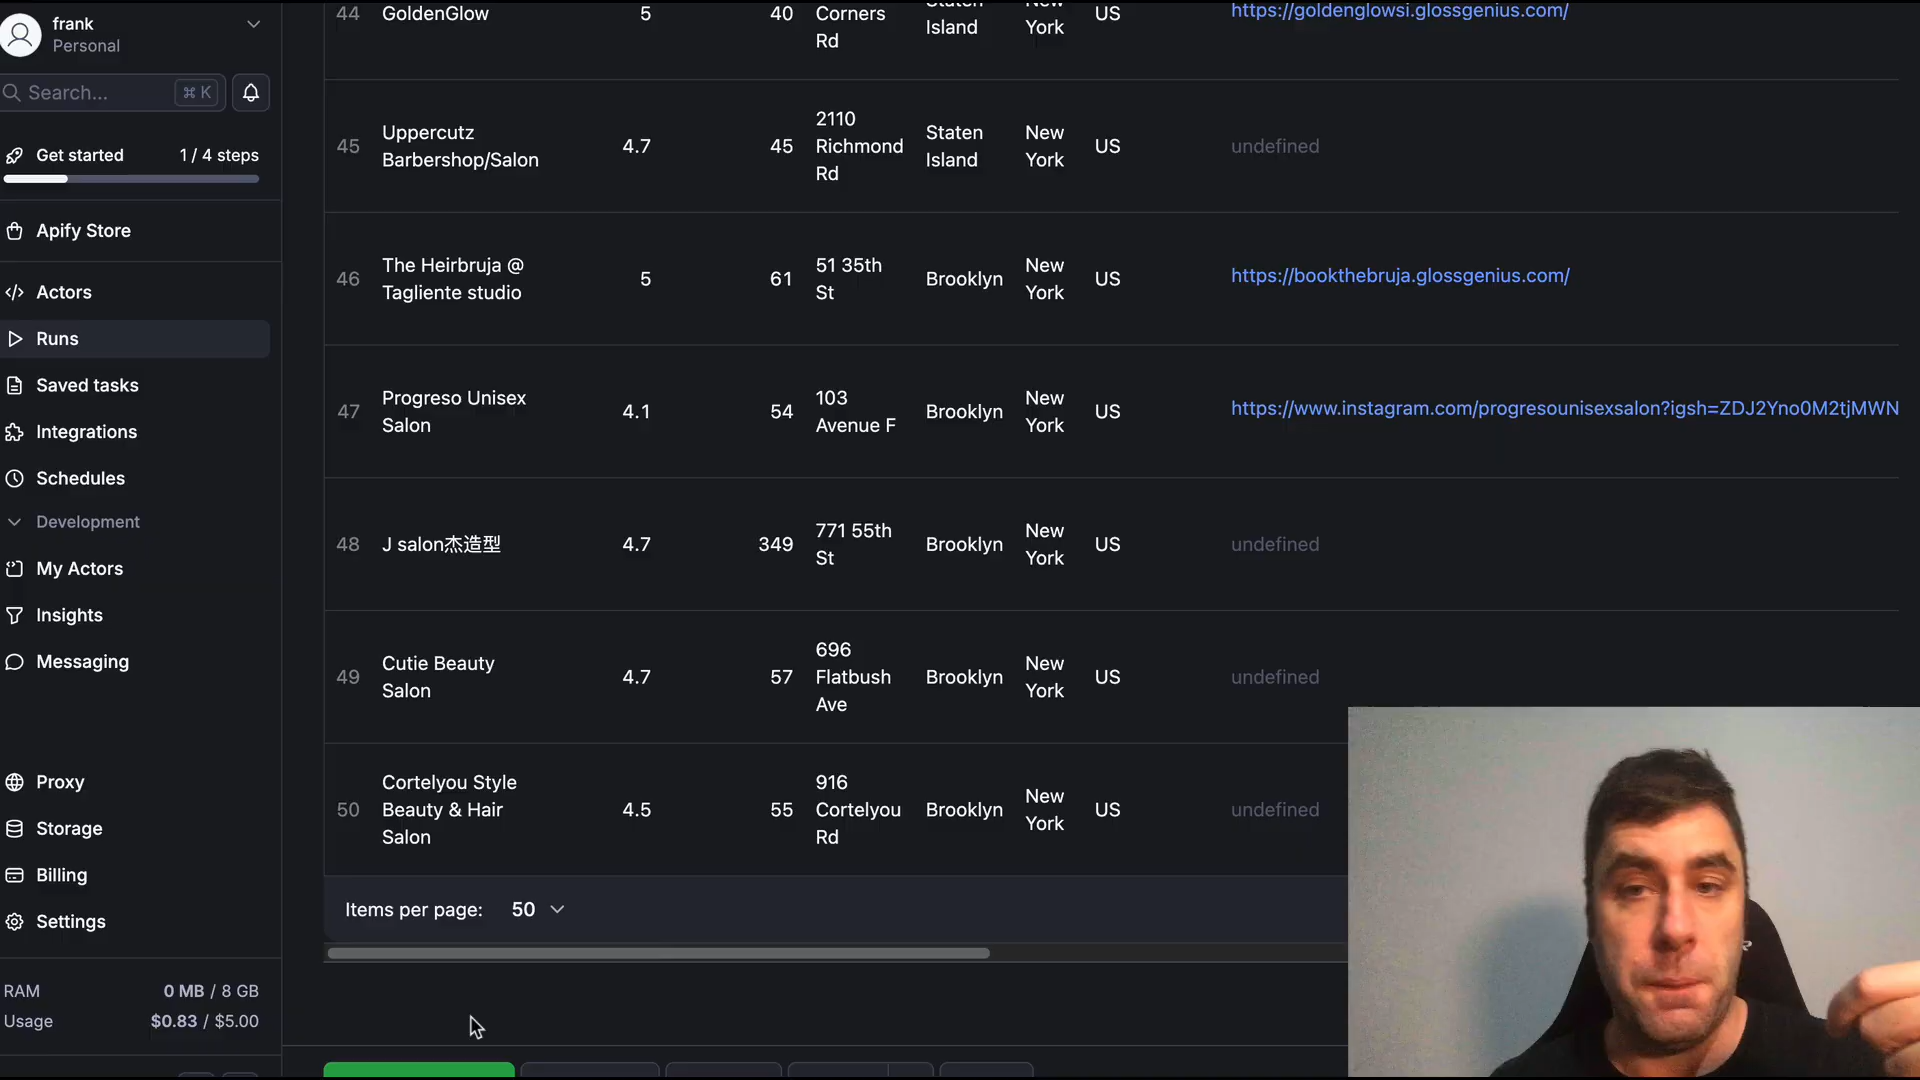 frank
Personal
Search...
⌘ K
Get started
1 / 4 steps
Apify Store
Actors
Runs
Saved tasks
Integrations
Schedules
Development
My Actors
Insights
Messaging
Proxy
Storage
Billing
Settings
RAM
0 MB / 8 GB
Usage
$0.83 / $5.00
44
GoldenGlow
5
40
Corners
Rd
Staten
Island
New
York
US
https://goldenglowsi.glossgenius.com/
45
Uppercutz
Barbershop/Salon
4.7
45
2110
Richmond
Rd
Staten
Island
New
York
US
undefined
46
The Heirbruja @
Tagliente studio
5
61
51 35th
St
Brooklyn
New
York
US
https://bookthebruja.glossgenius.com/
47
Progreso Unisex
Salon
4.1
54
103
Avenue F
Brooklyn
New
York
US
https://www.instagram.com/progresounisexsalon?igsh=ZDJ2Yno0M2tjMWN
48
J salon杰造型
4.7
349
771 55th
St
Brooklyn
New
York
US
undefined
49
Cutie Beauty
Salon
4.7
57
696
Flatbush
Ave
Brooklyn
New
York
US
undefined
50
Cortelyou Style
Beauty & Hair
Salon
4.5
55
916
Cortelyou
Rd
Brooklyn
New
York
US
undefined
Items per page:
50